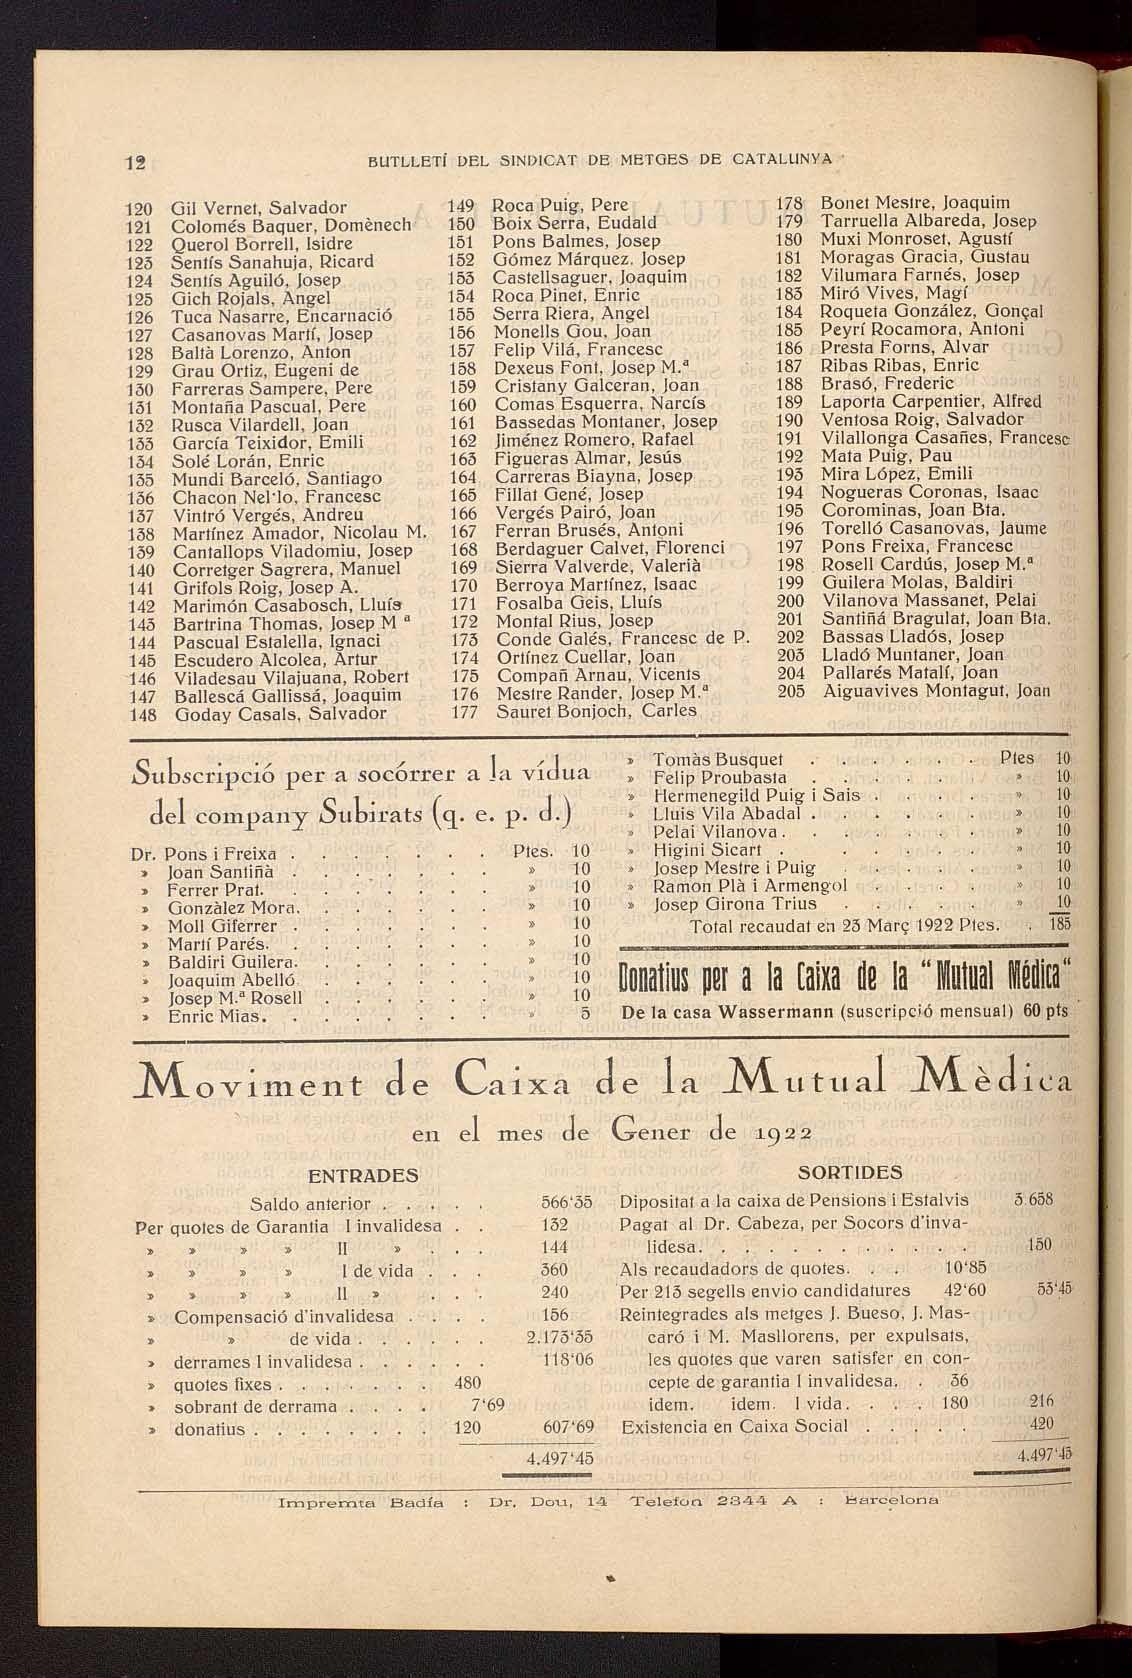 12
BUTLLETÍ DEL SINDICAT DE METGES DE CATALUNYA
120 Gil Vernet, Salvador
121 Colomés Baquer, Domènech
122 Querol Borrell, Isidre
123 Sentís Sanahuja, Ricard
124 Sentís Aguiló, Josep
125 Gich Rojals, Angel
126 Tuca Nasarre, Encarnació
127 Casanovas Martí, Josep
128 Baltà Lorenzo, Anton
129 Grau Ortiz, Eugeni de
130 Farreras Sampere, Pere
131 Montaña Pascual, Pere
132 Rusca Vilardell, Joan
133 García Teixidor, Emili
134 Solé Lorán, Enric
135 Mundi Barceló, Santiago
136 Chacon Nel'lo, Francesc
137 Vintró Vergés, Andreu
138 Martínez Amador, Nicolau M.
139 Cantallops Viladomiu, Josep
140 Corretger Sagrera, Manuel
141 Grifols Roig, Josep A.
142 Marimón Casabosch, Lluís
143 Bartrina Thomas, Josep M ª
144 Pascual Estalella, Ignaci
145 Escudero Alcolea, Artur
146 Viladesau Vilajuana, Robert
147 Ballescá Gallissá, Joaquim
148 Goday Casals, Salvador
149 Roca Puig, Pere
150 Boix Serra, Eudald
151 Pons Balmes, Josep
152 Gómez Márquez, Josep
153 Castellsaguer, Joaquim
154 Roca Pinet, Enric
155 Serra Riera, Angel
156 Monells Gou, Joan
157 Felip Vilá, Francesc
158 Dexeus Font, Josep M.ª
159 Cristany Galceran, Joan
160 Comas Esquerra, Narcís
161 Bassedas Montaner, Josep
162 Jiménez Romero, Rafael
163 Figueras Almar, Jesús
164 Carreras Biayna, Josep
165 Fillat Gené, Josep
166 Vergés Pairó, Joan
167 Ferran Brusés, Antoni
168 Berdaguer Calvet, Florenci
169 Sierra Valverde, Valerià
170 Berroya Martínez, Isaac
171 Fosalba Geis, Lluís
172 Montal Rius, Josep
173 Conde Galés, Francesc de P.
174 Ortínez Cuellar, Joan
175 Compañ Arnau, Vicents
176 Mestre Rander, Josep M.ª
177 Sauret Bonjoch, Carles
178 Bonet Mestre, Joaquim
179 Tarruella Albareda, Josep
180 Muxi Monroset, Agustí
181 Moragas Gracia, Gustau
182 Vilumara Farnés, Josep
183 Miró Vives, Magí
184 Roqueta González, Gonçal
185 Peyrí Rocamora, Antoni
186 Presta Forns, Alvar
187 Ribas Ribas, Enric
188 Brasó, Frederic
189 Laporta Carpentier, Alfred
190 Ventosa Roig, Salvador
191 Vilallonga Casañes, Francesc
192 Mata Puig, Pau
193 Mira López, Emili
194 Nogueras Coronas, Isaac
195 Corominas, Joan Bta.
196 Torelló Casanovas, Jaume
197 Pons Freixa, Francesc
198 Rosell Cardús, Josep M.ª
199 Guilera Molas, Baldiri
200 Vilanova Massanet, Pelai
201 Santiñá Bragulat, Joan Bta.
202 Bassas Lladós, Josep
203 Lladó Muntaner, Joan
204 Pallarés Matalí, Joan
205 Aiguavives Montagut, Joan
Subscripció per a socórrer a la vídua
del company Subirats (q. e. p. d.)
Dr. Pons i Freixa . . . . . . . Ptes. 10
» Joan Santiñà . . . . . . . » 10
» Ferrer Prat. . . . . . . . » 10
» Gonzàlez Mora. . . . . . . » 10
» Moll Giferrer . . . . . . . » 10
» Martí Parés. . . . . . . . » 10
» Baldiri Guilera. . . . . . . » 10
» Joaquim Abelló . . . . . . » 10
» Josep M.ª Rosell . . . . . . » 10
» Enric Mias. . . . . . . . » 5
» Tomàs Busquet . . . . . . Ptes 10
» Felip Proubasta . . . . . . » 10
» Hermenegild Puig i Sais . . . . » 10
» Lluis Vila Abadal . . . . . . » 10
» Pelai Vilanova. . . . . . . » 10
» Higini Sicart . . . . . . . » 10
» Josep Mestre i Puig . . . . . » 10
» Ramon Plà i Armengol . . . . » 10
» Josep Girona Trius . . . . . » 10
Total recaudat en 23 Març 1922 Ptes. . 185
Donatius per a la Caixa de la "Mutual Médica"
De la casa Wassermann (suscripció mensual) 60 pts
Moviment de Caixa de la Mutual Mèdica
en el mes de Gener de 1922
ENTRADES
Saldo anterior . . . . . 566'35
Per quotes de Garantia I invalidesa . . 132
» » » » II » . . . 144
» » » » I de vida . . . 360
» » » » II » . . . 240
» Compensació d'invalidesa . . . . 156
» » de vida . . . . . . 2.173'35
» derrames I invalidesa . . . . . . 118'06
» quotes fixes . . . . . . . 480
» sobrant de derrama . . . . 7'69
» donatius . . . . . . . . 120 607'69
4.497'45
SORTIDES
Dipositat a la caixa de Pensions i Estalvis 3.658
Pagat al Dr. Cabeza, per Socors d'inva-
lidesa. . . . . . . . . . . 150
Als recaudadors de quotes. . . 10'85
Per 213 segells envio candidatures 42'60 53'45
Reintegrades als metges J. Bueso, J. Mas-
caró i M. Masllorens, per expulsats,
les quotes que varen satisfer en con-
cepte de garantia I invalidesa. . 36
idem. idem. I vida. . . . 180 216
Existencia en Caixa Social . . . . . 420
4.497'45
Impremta Badía : Dr. Dou, 14 Telefon 2344 A : Barcelona